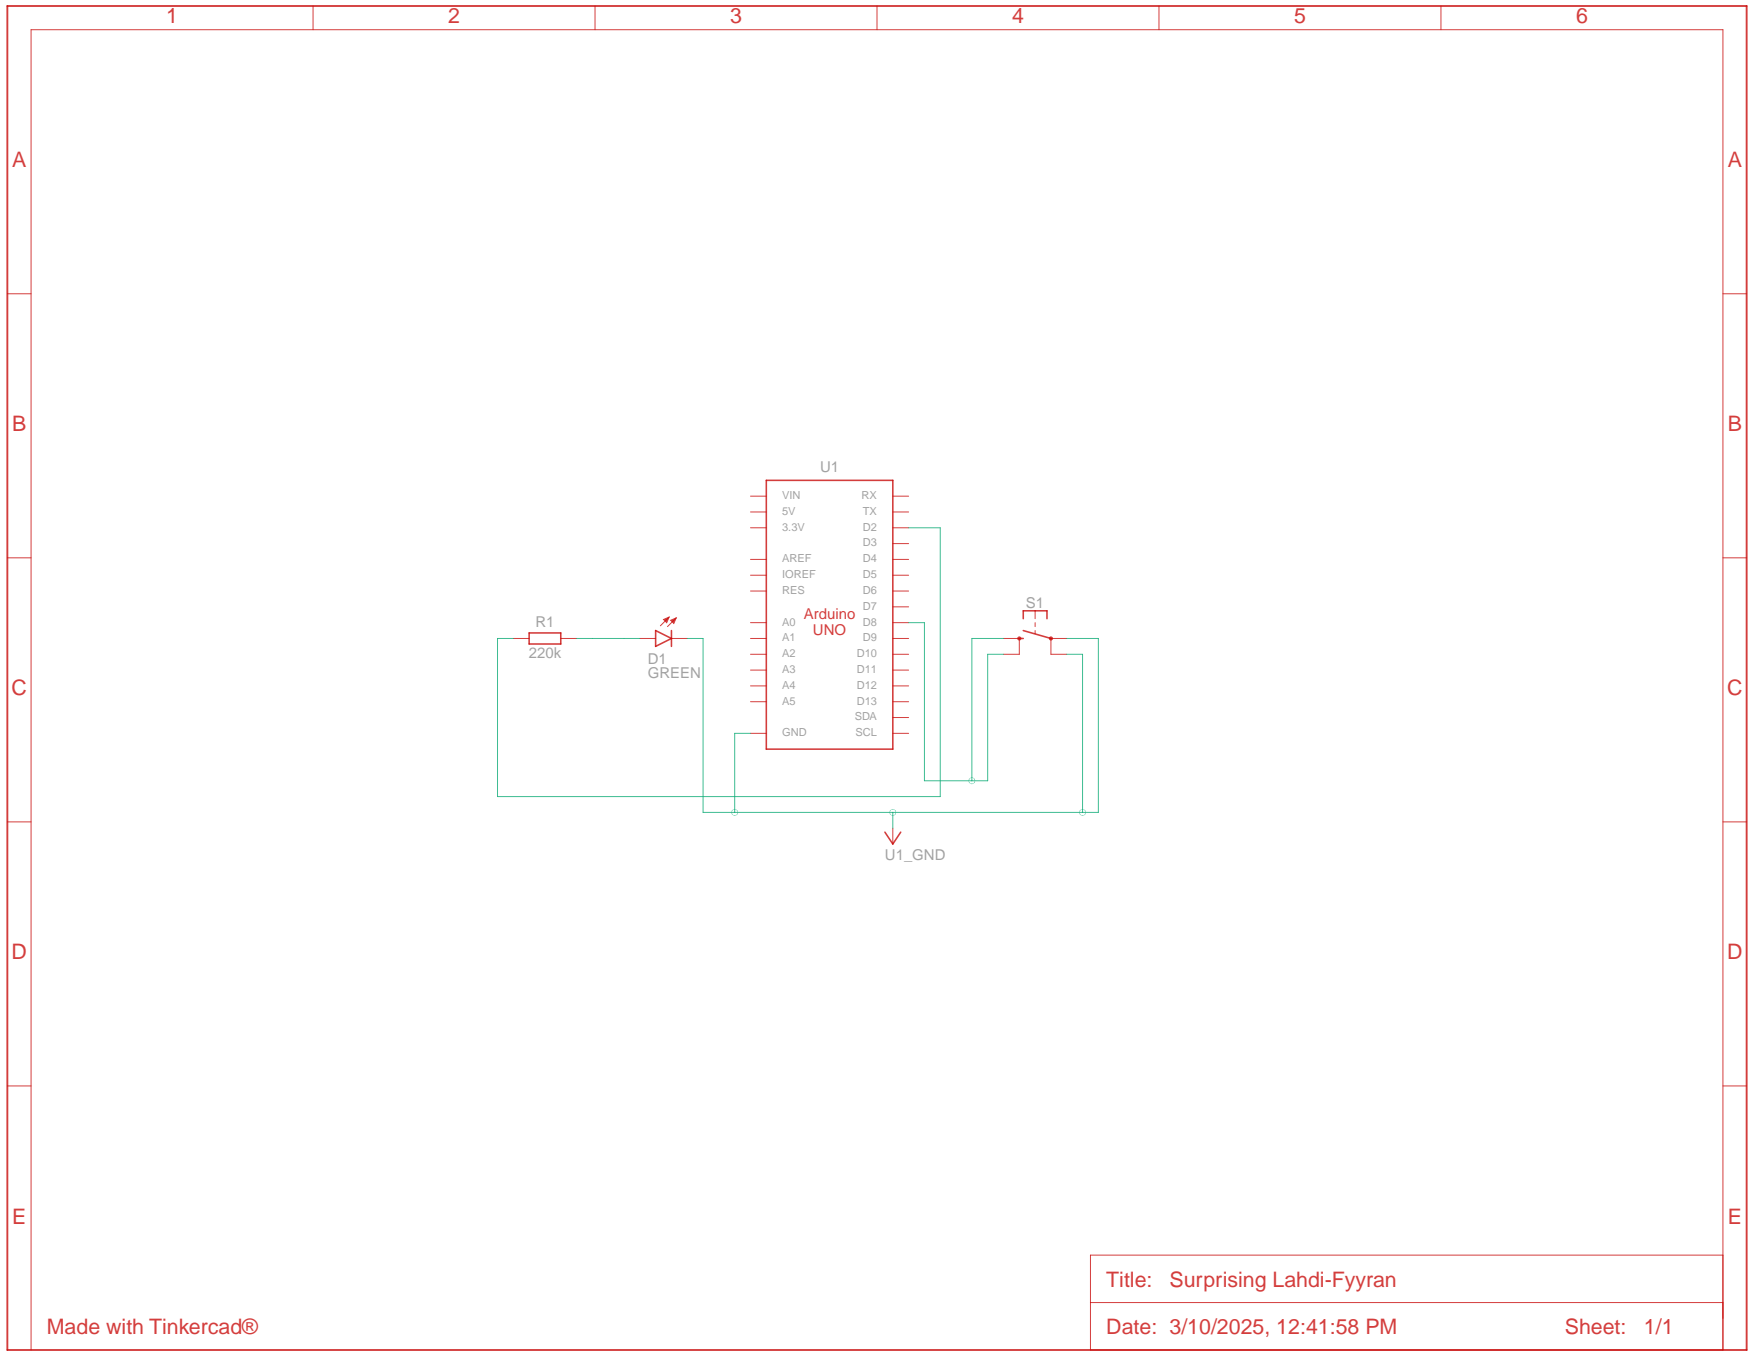 1 2 3 4 5 6
A A
B B
U1
VIN RX
5V TX
3.3V D2
D3
AREF D4
IOREF D5
RES D6
D7
Arduino
UNO
A0 D8
A1 D9
A2 D10
A3 D11
A4 D12
A5 D13
SDA
GND SCL
R1
220k
D1
GREEN
S1
C C
U1_GND
D D
E E
Title: Surprising Lahdi-Fyyran
Date: 3/10/2025, 12:41:58 PM Sheet: 1/1
Made with Tinkercad®